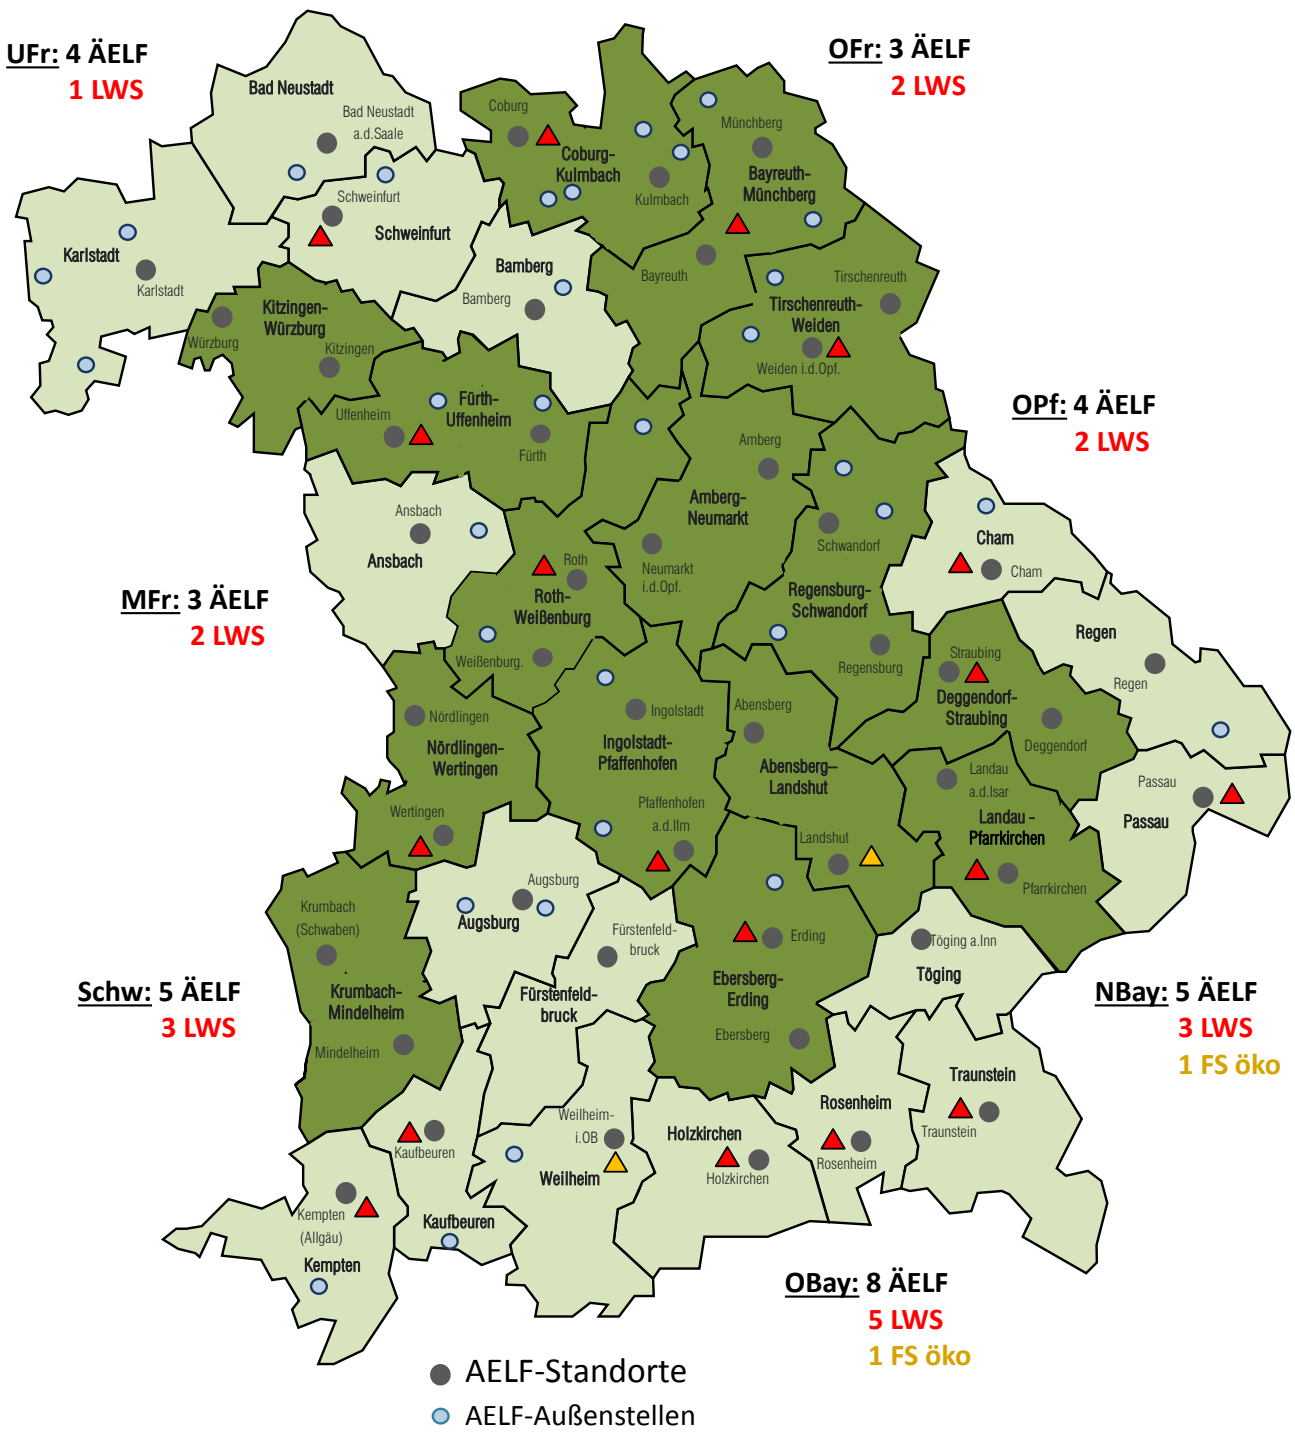 UFr: 4 ÄELF
1 LWS
OFr: 3 ÄELF
2 LWS
Bad Neustadt
Bad Neustadt
a.d.Saale
Coburg
Coburg-
Kulmbach
Kulmbach
Münchberg
Bayreuth-
Münchberg
Bayreuth
Schweinfurt
Schweinfurt
Karlstadt
Karlstadt
Bamberg
Bamberg
Tirschenreuth
Tirschenreuth-
Weiden
Weiden i.d.Opf.
Kitzingen-
Würzburg
Würzburg
Kitzingen
Uffenheim
Fürth-
Uffenheim
Fürth
OPf: 4 ÄELF
2 LWS
Amberg
Amberg-
Neumarkt
Neumarkt
i.d.Opf.
Schwandorf
Regensburg-
Schwandorf
Regensburg
Cham
Cham
Ansbach
Ansbach
MFr: 3 ÄELF
2 LWS
Roth
Roth-
Weißenburg
Weißenburg.
Regen
Regen
Straubing
Deggendorf-
Straubing
Deggendorf
Nördlingen
Nördlingen-
Wertingen
Wertingen
Ingolstadt
Ingolstadt-
Pfaffenhofen
Pfaffenhofen
a.d.Ilm
Abensberg
Abensberg–
Landshut
Landshut
Landau
a.d.Isar
Landau -
Pfarrkirchen
Pfarrkirchen
Passau
Passau
Krumbach
(Schwaben)
Krumbach-
Mindelheim
Mindelheim
Augsburg
Augsburg
Fürstenfeld-
bruck
Fürstenfeld-
bruck
Erding
Ebersberg-
Erding
Ebersberg
Töging a.Inn
Töging
Schw: 5 ÄELF
3 LWS
NBay: 5 ÄELF
3 LWS
1 FS öko
Traunstein
Traunstein
Rosenheim
Rosenheim
Holzkirchen
Holzkirchen
Weilheim-
i.OB
Weilheim
Kaufbeuren
Kaufbeuren
Kempten
(Allgäu)
Kempten
OBay: 8 ÄELF
5 LWS
1 FS öko
AELF-Standorte
AELF-Außenstellen